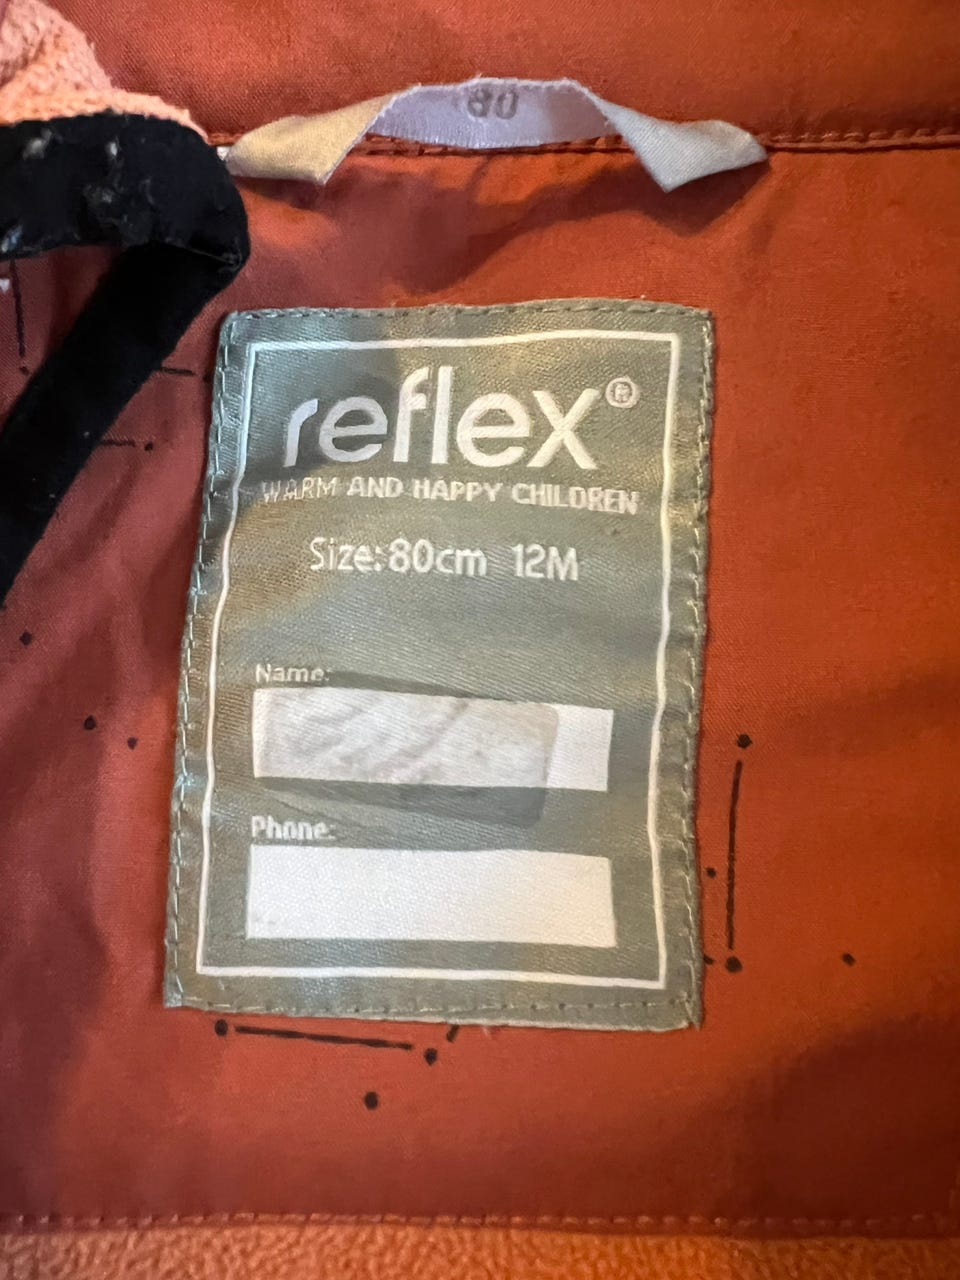 80
reflex®
WARM AND HAPPY CHILDREN
Size: 80cm 12M
Name:
Phone: